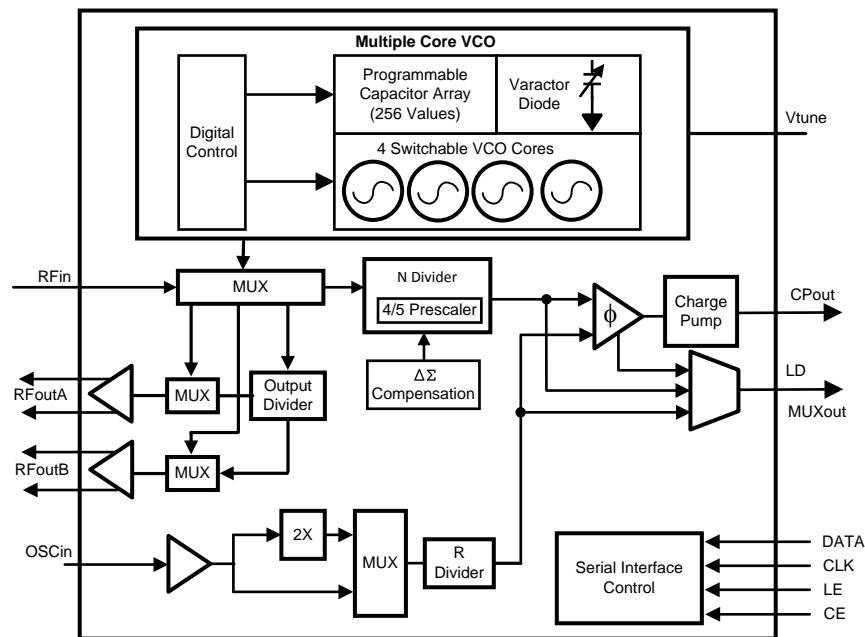 Multiple Core VCO
Digital
Control
Programmable
Capacitor Array
(256 Values)
Varactor
Diode
4 Switchable VCO Cores
Vtune
RFin
MUX
N Divider
4/5 Prescaler
ϕ
Charge
Pump
CPout
ΔΣ
Compensation
LD
MUXout
RFoutA
MUX
Output
Divider
RFoutB
MUX
OSCin
2X
MUX
R
Divider
Serial Interface
Control
DATA
CLK
LE
CE